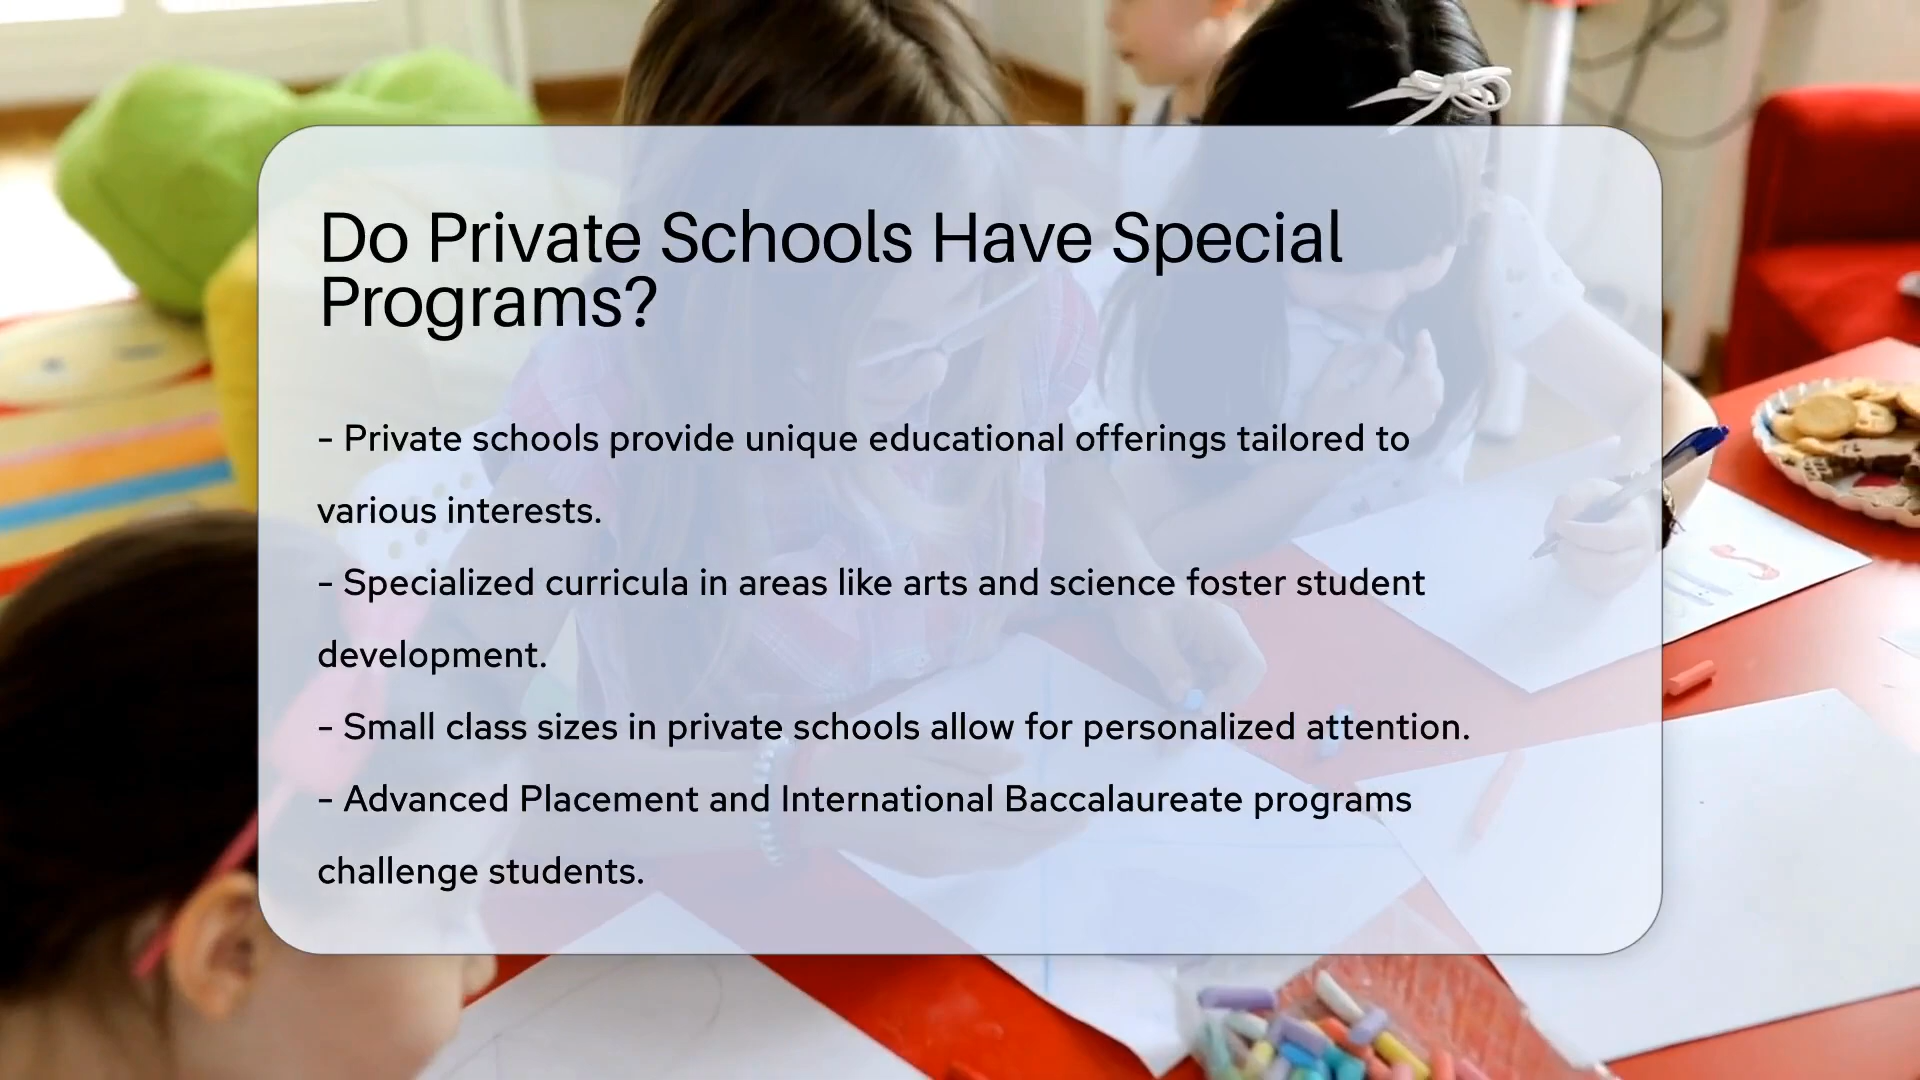 Do Private Schools Have Special
Programs?
- Private schools provide unique educational offerings tailored to
various interests.
- Specialized curricula in areas like arts and science foster student
development.
- Small class sizes in private schools allow for personalized attention.
- Advanced Placement and International Baccalaureate programs
challenge students.